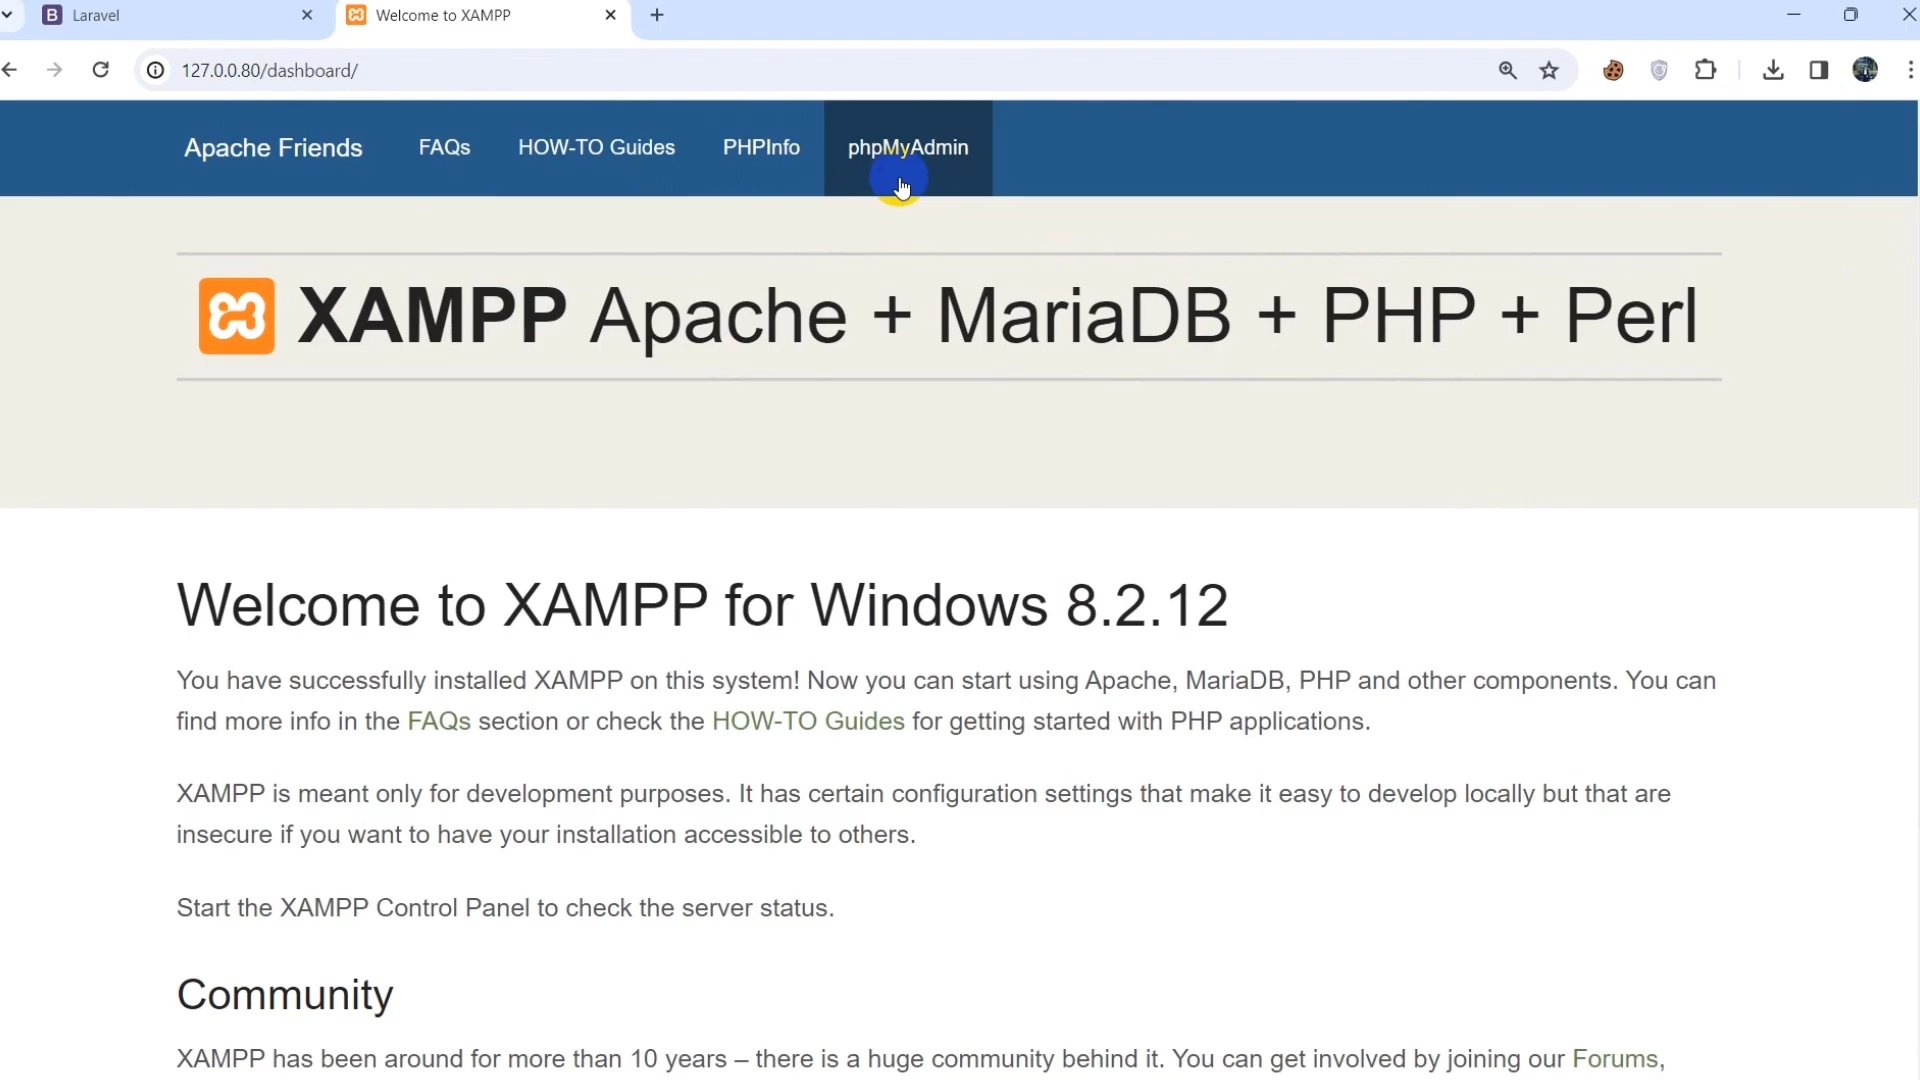 Laravel
Welcome to XAMPP
127.0.0.80/dashboard/
Apache Friends FAQs HOW-TO Guides PHPInfo phpMyAdmin
XAMPP Apache + MariaDB + PHP + Perl
Welcome to XAMPP for Windows 8.2.12
You have successfully installed XAMPP on this system! Now you can start using Apache, MariaDB, PHP and other components. You can
find more info in the FAQs section or check the HOW-TO Guides for getting started with PHP applications.
XAMPP is meant only for development purposes. It has certain configuration settings that make it easy to develop locally but that are
insecure if you want to have your installation accessible to others.
Start the XAMPP Control Panel to check the server status.
Community
XAMPP has been around for more than 10 years – there is a huge community behind it. You can get involved by joining our Forums,